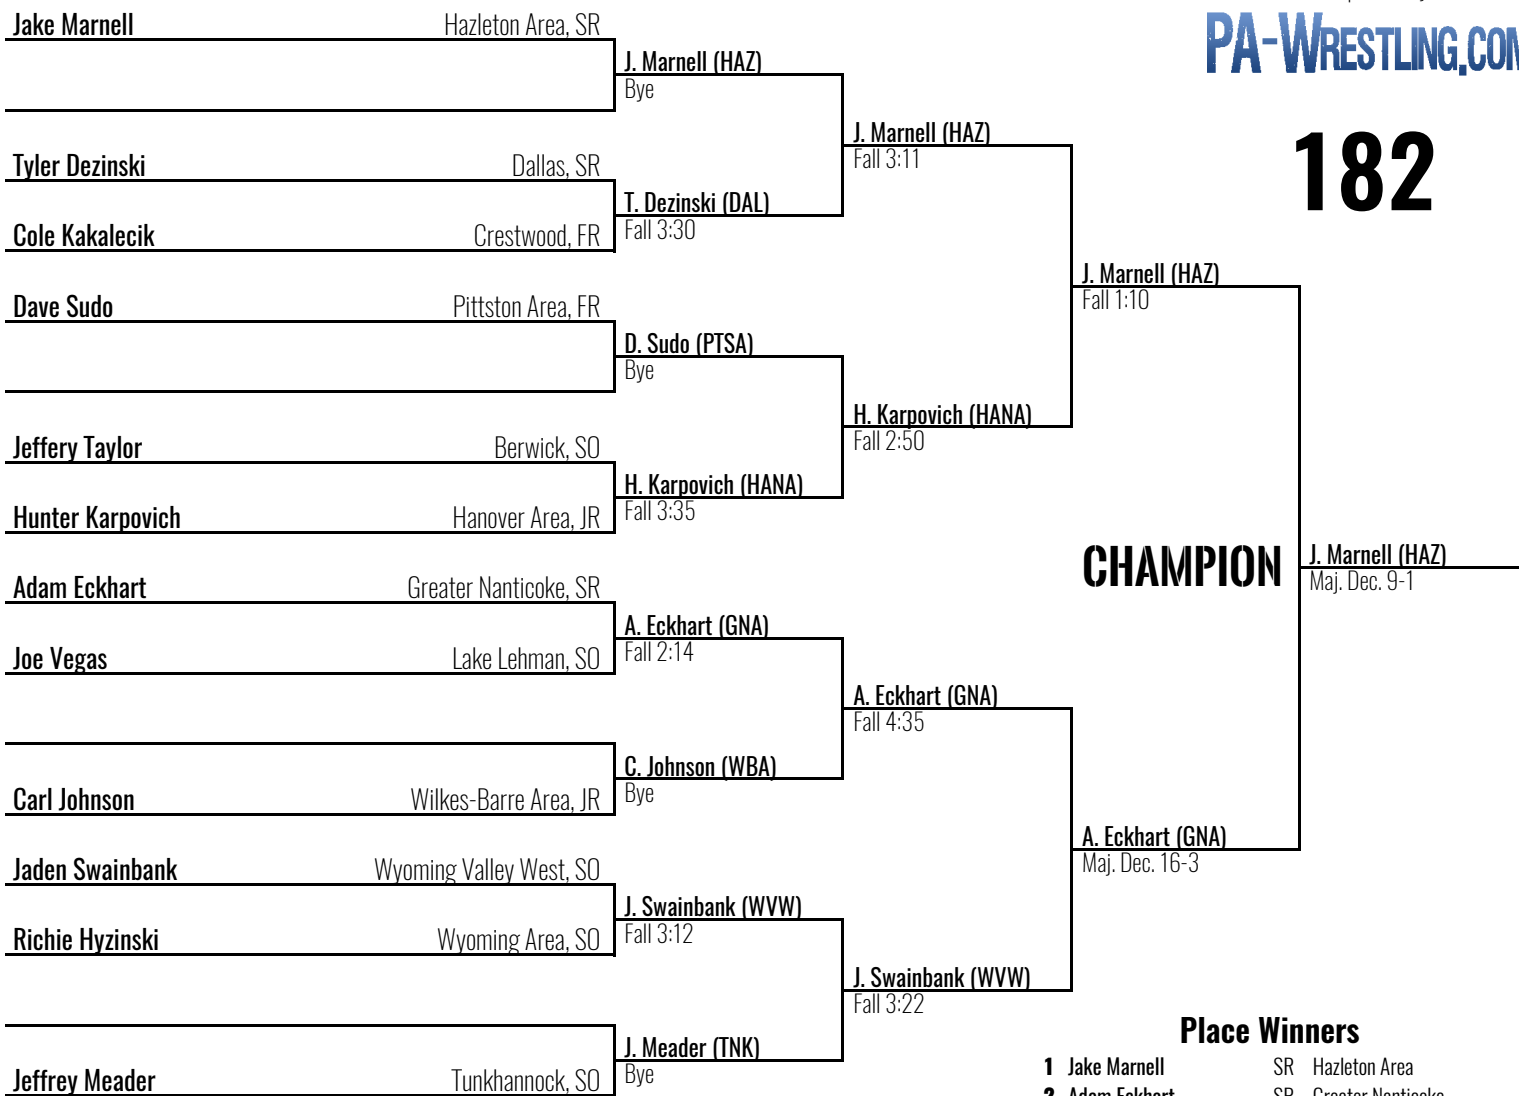 PA-WRESTLING.COM
182
Jake Marnell Hazleton Area, SR
J. Marnell (HAZ)
Bye
J. Marnell (HAZ)
Fall 3:11
Tyler Dezinski Dallas, SR
T. Dezinski (DAL)
Fall 3:30
Cole Kakalecik Crestwood, FR
J. Marnell (HAZ)
Fall 1:10
Dave Sudo Pittston Area, FR
D. Sudo (PTSA)
Bye
H. Karpovich (HANA)
Fall 2:50
Jeffery Taylor Berwick, SO
H. Karpovich (HANA)
Fall 3:35
Hunter Karpovich Hanover Area, JR
CHAMPION
J. Marnell (HAZ)
Maj. Dec. 9-1
Adam Eckhart Greater Nanticoke, SR
A. Eckhart (GNA)
Fall 2:14
Joe Vegas Lake Lehman, SO
A. Eckhart (GNA)
Fall 4:35
C. Johnson (WBA)
Bye
Carl Johnson Wilkes-Barre Area, JR
A. Eckhart (GNA)
Maj. Dec. 16-3
Jaden Swainbank Wyoming Valley West, SO
J. Swainbank (WVW)
Fall 3:12
Richie Hyzinski Wyoming Area, SO
J. Swainbank (WVW)
Fall 3:22
J. Meader (TNK)
Bye
Jeffrey Meader Tunkhannock, SO
Place Winners
1 Jake Marnell SR Hazleton Area
2 Adam Eckhart SR Greater Nanticoke